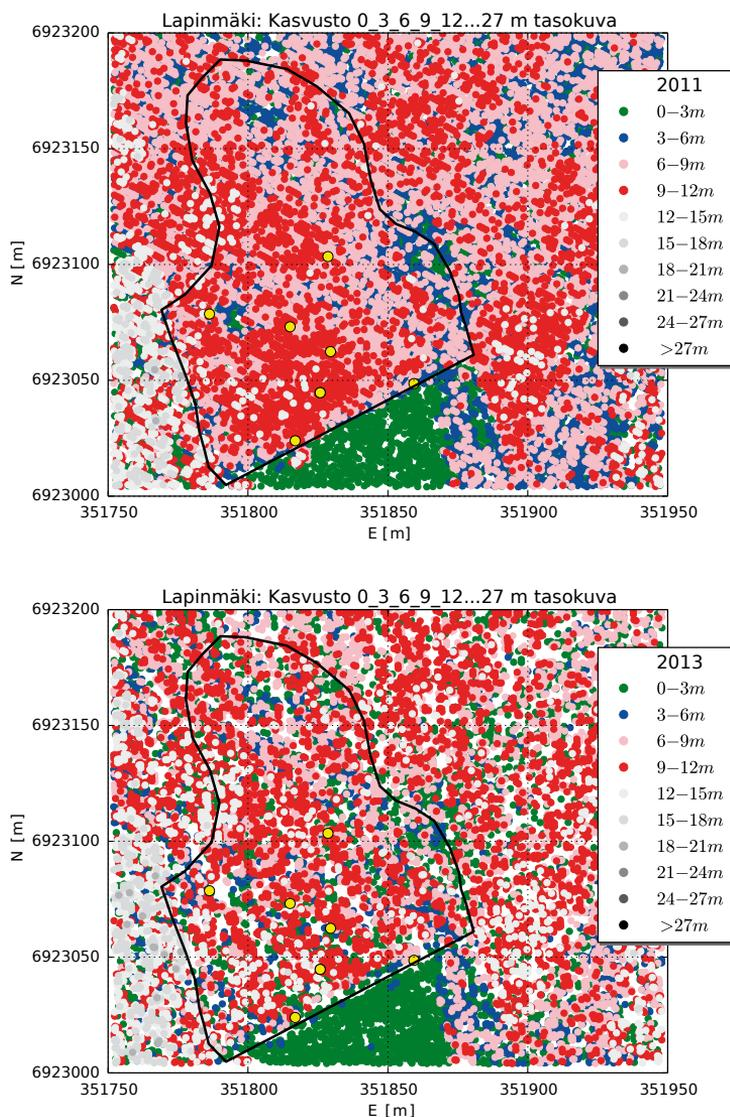 Lapinmäki: Kasvusto 0_3_6_9_12...27 m tasokuva
6923200
6923150
6923100
6923050
6923000
N [m]
351750 351800 351850 351900 351950
E [m]
2011
0−3m
3−6m
6−9m
9−12m
12−15m
15−18m
18−21m
21−24m
24−27m
>27m
Lapinmäki: Kasvusto 0_3_6_9_12...27 m tasokuva
6923200
6923150
6923100
6923050
6923000
N [m]
351750 351800 351850 351900 351950
E [m]
2013
0−3m
3−6m
6−9m
9−12m
12−15m
15−18m
18−21m
21−24m
24−27m
>27m